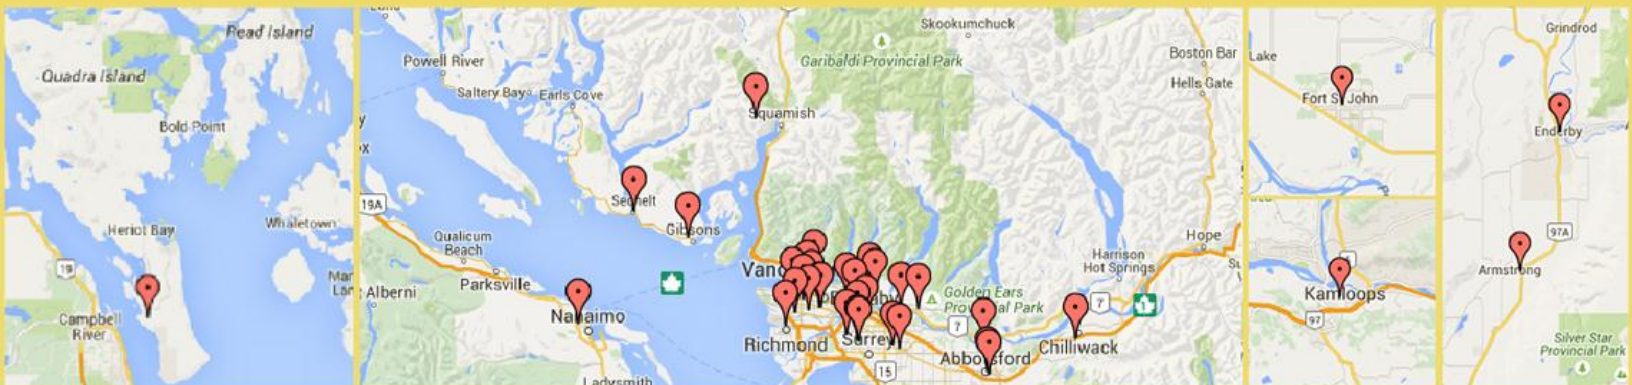 Read Island
Quadra Island
Bold Point
Heriot Bay
Whaletown
19
Campbell
River
Skookumchuck
Powell River
Garibaldi Provincial Park
Boston Bar
Saltery Bay
Earls Cove
Hells Gate
Squamish
19A
Sechelt
Gibsons
Qualicum
Beach
Hope
Harrison
Hot Springs
Alberni
Parksville
Golden Ears
Park
7
1
Nanaimo
7
Richmond
Surrey
Abbotsford
Chilliwack
15
Ladysmith
Lake
Fort St John
Kamloops
97
Grindrod
Enderby
97A
Armstrong
Silver Star
Provincial Park